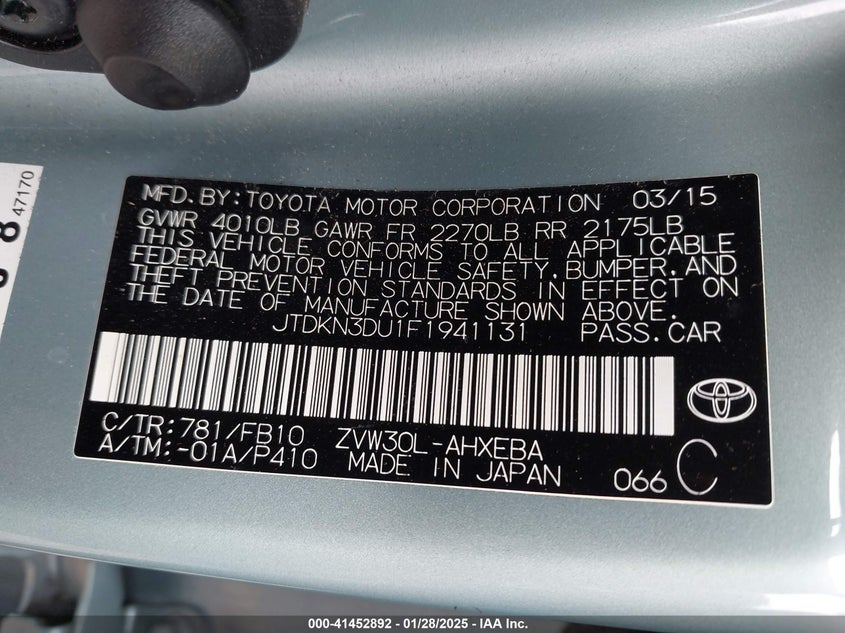 47170
8
MFD.BY:TOYOTA MOTOR CORPORATION 03/15
GVWR 4010LB GAWR FR 2270LB RR 2175LB
THIS VEHICLE CONFORMS TO ALL APPLICABLE
FEDERAL MOTOR VEHICLE SAFETY,BUMPER,AND
THEFT PREVENTION STANDARDS IN EFFECT ON
THE DATE OF MANUFACTURE SHOWN ABOVE.
JTDKN3DU1F1941131 PASS.CAR
C/TR:781/FB10 ZVW30L-AHXEBA
A/TM:-01A/P410 MADE IN JAPAN 066 C
000-41452892 / 01/28/2025 - IAA Inc.